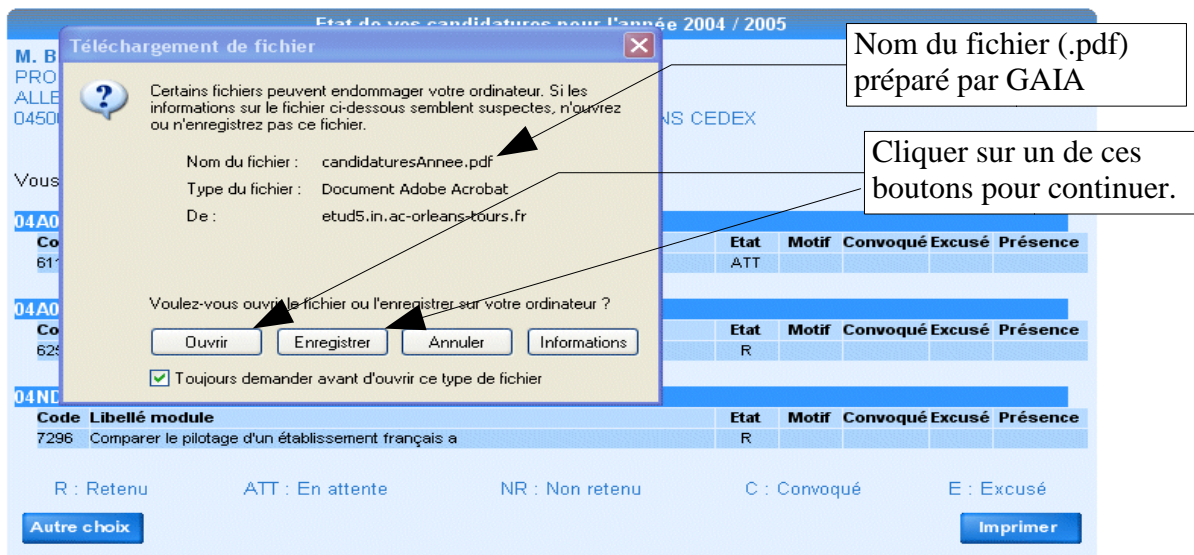 Etat de vos candidatures pour l'année 2004 / 2005
Téléchargement de fichier
Nom du fichier (.pdf)
préparé par GAIA
M. B
PRO
ALLE
0450
NS CEDEX
Certains fichiers peuvent endommager votre ordinateur. Si les
informations sur le fichier ci-dessous semblent suspectes, n'ouvrez
ou n'enregistrez pas ce fichier.
Nom du fichier : candidaturesAnnee.pdf
Type du fichier : Document Adobe Acrobat
De : etud5.in.ac-orleans-tours.fr
Cliquer sur un de ces
boutons pour continuer.
Vous
04A0
Co Etat Motif Convoqué Excusé Présence
611 ATT
Voulez-vous ouvrir le fichier ou l'enregistrer sur votre ordinateur ?
04A0
Co Etat Motif Convoqué Excusé Présence
625 R
Ouvrir Enregistrer Annuler Informations
Toujours demander avant d'ouvrir ce type de fichier
04ND
Code Libellé module Etat Motif Convoqué Excusé Présence
7296 Comparer le pilotage d'un établissement français a R
R : Retenu ATT : En attente NR : Non retenu C : Convoqué E : Excusé
Autre choix Imprimer